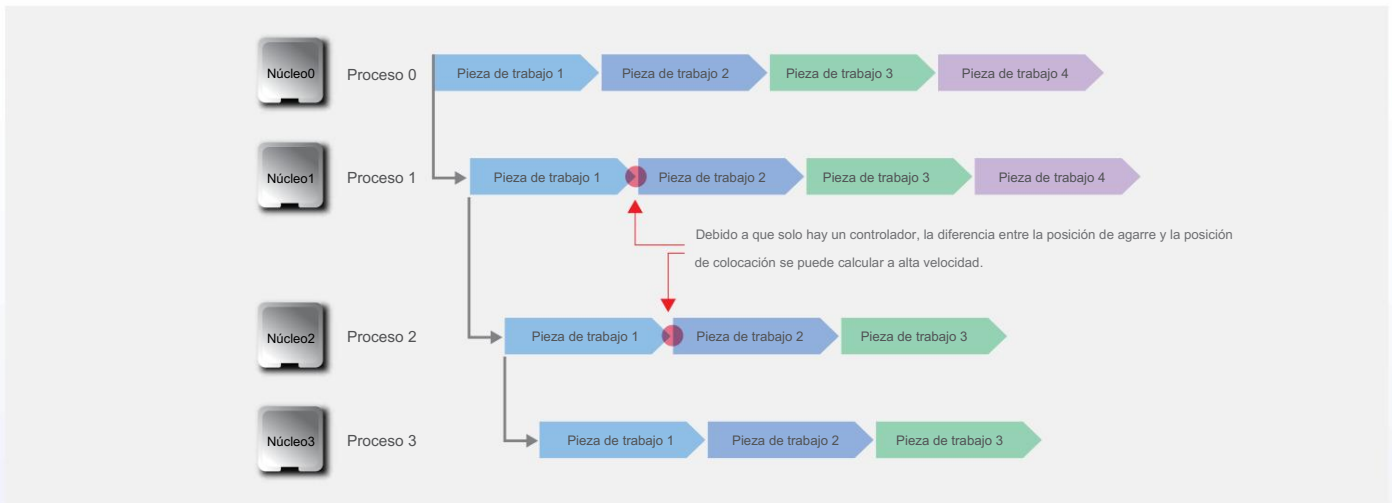 Núcleo0
Proceso 0
Pieza de trabajo 1
Pieza de trabajo 2
Pieza de trabajo 3
Pieza de trabajo 4
Núcleo1
Proceso 1
Pieza de trabajo 1
Pieza de trabajo 2
Pieza de trabajo 3
Pieza de trabajo 4
Debido a que solo hay un controlador, la diferencia entre la posición de agarre y la posición
de colocación se puede calcular a alta velocidad.
Núcleo2
Proceso 2
Pieza de trabajo 1
Pieza de trabajo 2
Pieza de trabajo 3
Núcleo3
Proceso 3
Pieza de trabajo 1
Pieza de trabajo 2
Pieza de trabajo 3